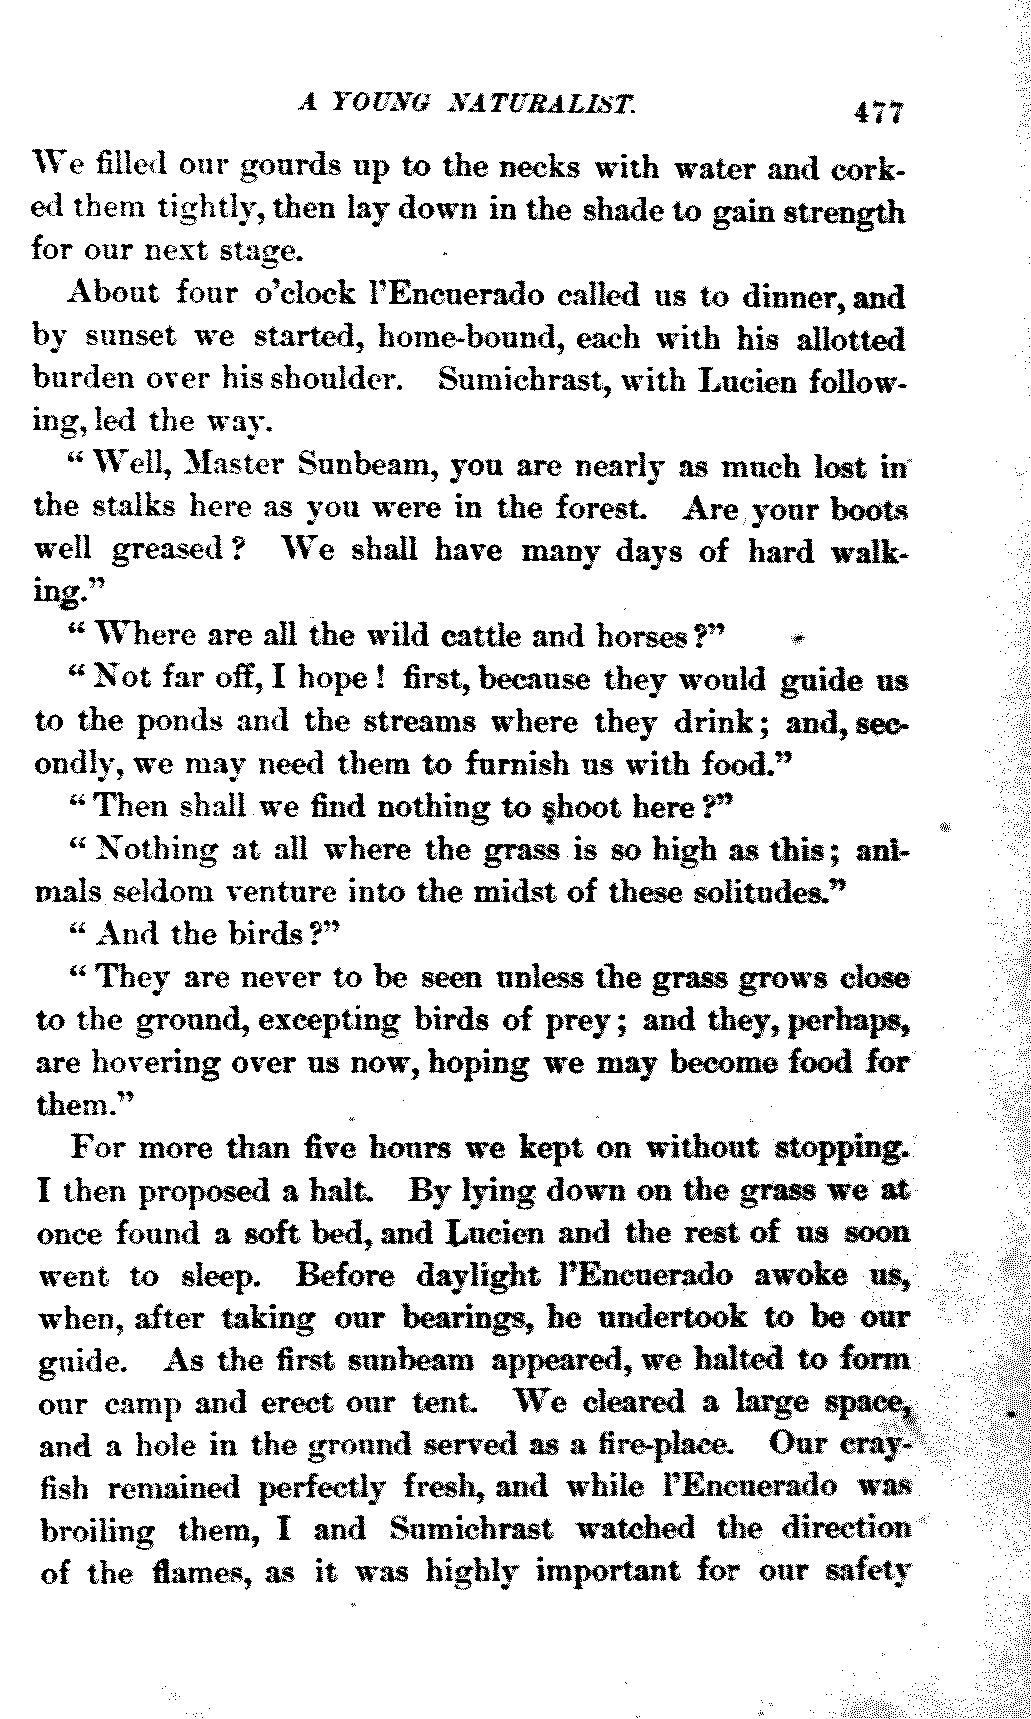 A YOUNG NATURALIST. 477
We filled our gourds up to the necks with water and cork-
ed them tightly, then lay down in the shade to gain strength
for our next stage.
About four o'clock l'Encuerado called us to dinner, and
by sunset we started, home-bound, each with his allotted
burden over his shoulder. Sumichrast, with Lucien follow-
ing, led the way.
“Well, Master Sunbeam, you are nearly as much lost in
the stalks here as you were in the forest. Are your boots
well greased? We shall have many days of hard walk-
ing.”
“Where are all the wild cattle and horses?”
“Not far off, I hope! first, because they would guide us
to the ponds and the streams where they drink; and, sec-
ondly, we may need them to furnish us with food.”
“Then shall we find nothing to shoot here?”
“Nothing at all where the grass is so high as this; ani-
mals seldom venture into the midst of these solitudes.”
“And the birds?”
“They are never to be seen unless the grass grows close
to the ground, excepting birds of prey; and they, perhaps,
are hovering over us now, hoping we may become food for
them.”
For more than five hours we kept on without stopping.
I then proposed a halt. By lying down on the grass we at
once found a soft bed, and Lucien and the rest of us soon
went to sleep. Before daylight l'Encuerado awoke us,
when, after taking our bearings, he undertook to be our
guide. As the first sunbeam appeared, we halted to form
our camp and erect our tent. We cleared a large space,
and a hole in the ground served as a fire-place. Our cray-
fish remained perfectly fresh, and while l'Encuerado was
broiling them, I and Sumichrast watched the direction
of the flames, as it was highly important for our safety